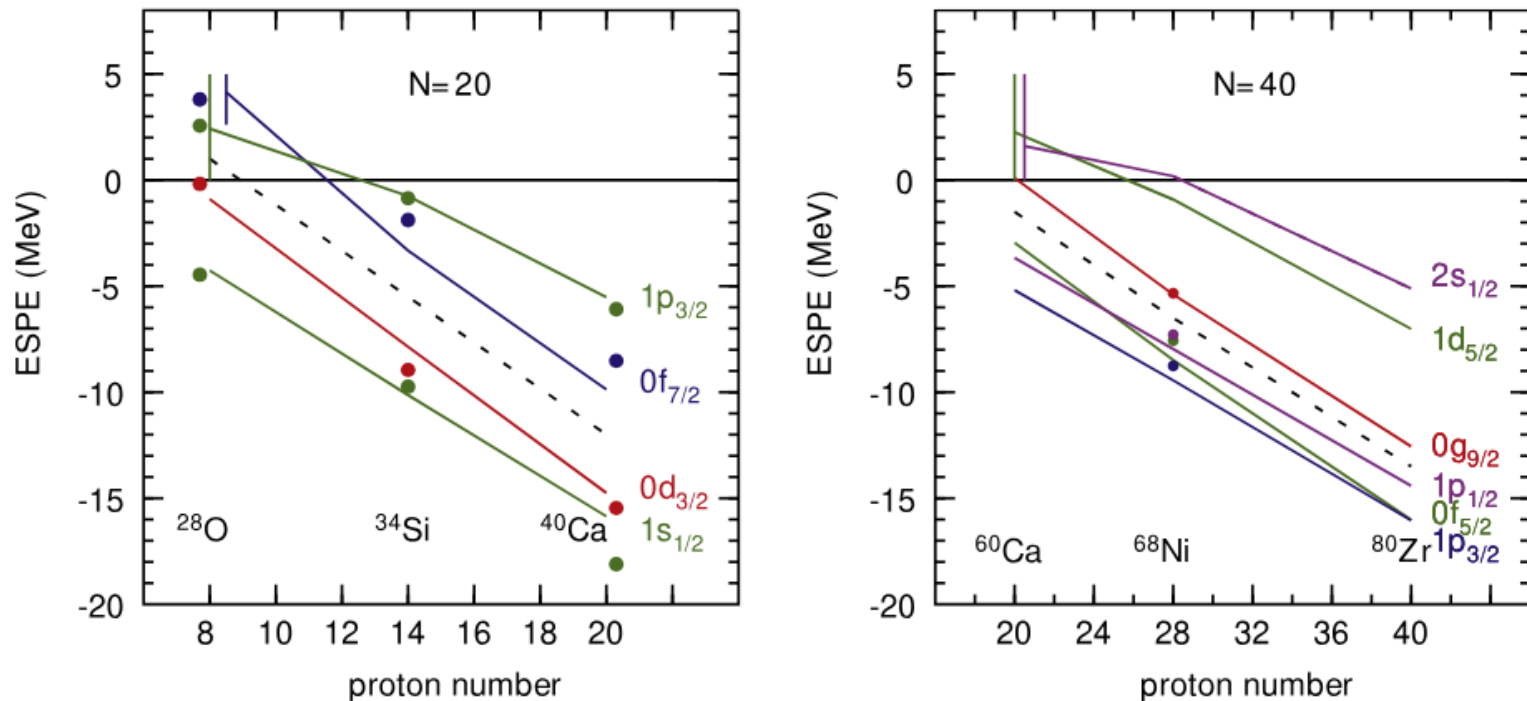 ESPE (MeV)
5
0
-5
-10
-15
-20
N=20
1p3/2
0f7/2
0d3/2
1s1/2
28O
34Si
40Ca
8 10 12 14 16 18 20
proton number
ESPE (MeV)
5
0
-5
-10
-15
-20
N=40
2s1/2
1d5/2
0g9/2
1p1/2
0f5/2
1p3/2
60Ca
68Ni
80Zr
20 24 28 32 36 40
proton number